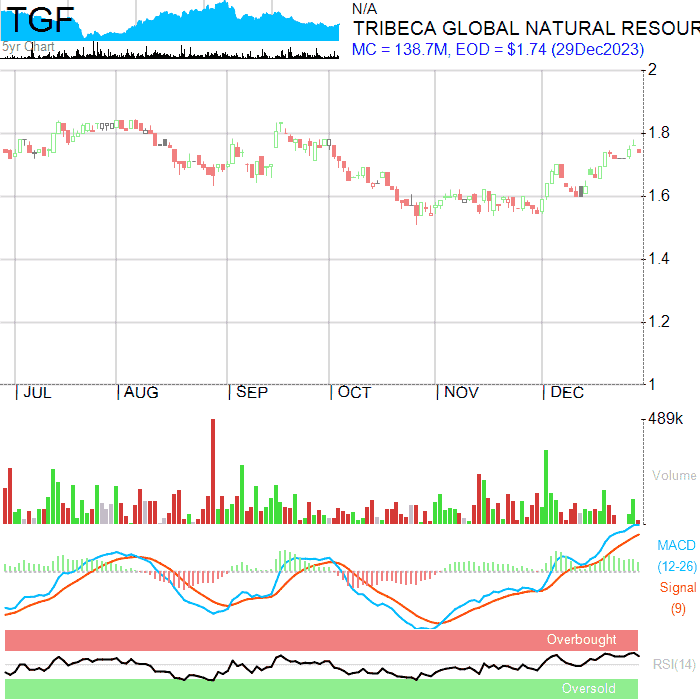 TGF
5yr Chart
N/A
TRIBECA GLOBAL NATURAL RESOUR
MC = 138.7M, EOD = $1.74 (29Dec2023)
2
1.8
1.6
1.4
1.2
1
JUL AUG SEP OCT NOV DEC
489k
Volume
MACD
(12-26)
Signal
(9)
Overbought
RSI(14)
Oversold